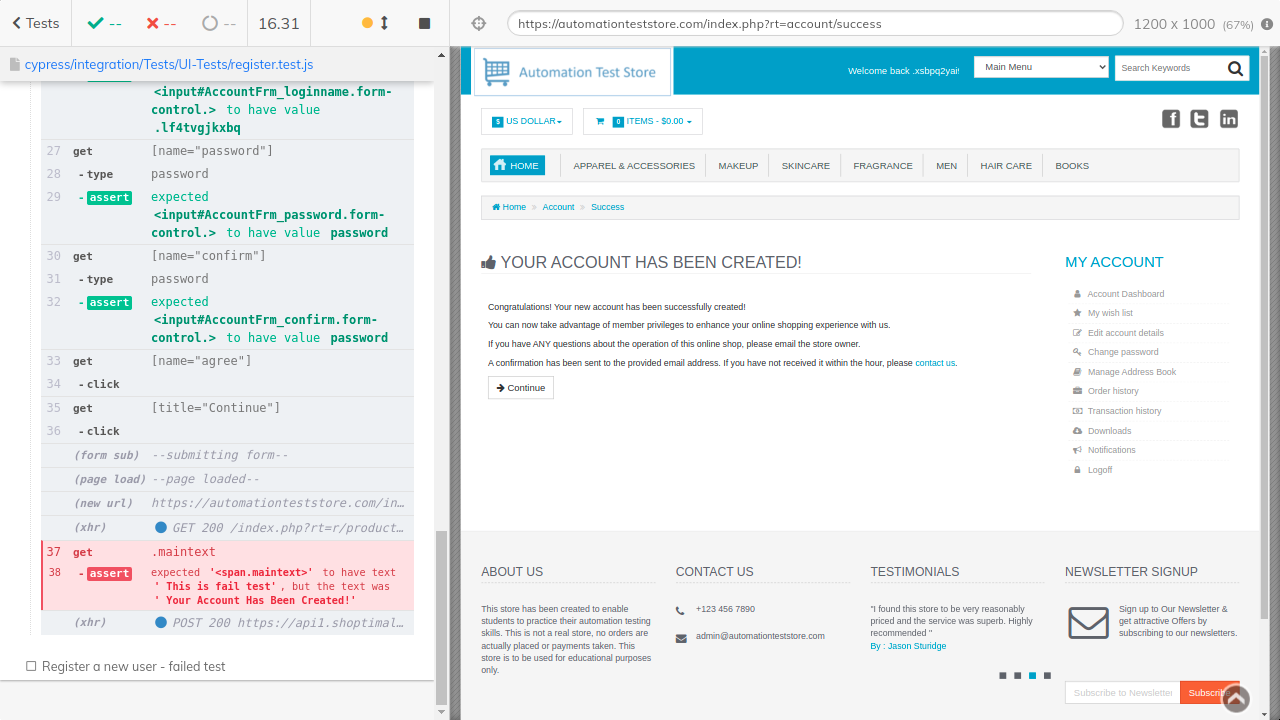 Tests
--
--
--
16.31
https://automationteststore.com/index.php?rt=account/success
1200 x 1000 (67%)
cypress/integration/Tests/UI-Tests/register.test.js
<input#AccountFrm_loginname.form-
control.> to have value
.lf4tvgjkxbq
27 get [name="password"]
28 -type password
29 -assert expected
<input#AccountFrm_password.form-
control.> to have value password
30 get [name="confirm"]
31 -type password
32 -assert expected
<input#AccountFrm_confirm.form-
control.> to have value password
33 get [name="agree"]
34 -click
35 get [title="Continue"]
36 -click
(form sub) --submitting form--
(page load) --page loaded--
(new url) https://automationteststore.com/in…
(xhr) GET 200 /index.php?rt=r/product…
37 get .maintext
38 -assert expected '<span.maintext>' to have text
' This is fail test', but the text was
' Your Account Has Been Created!'
(xhr) POST 200 https://api1.shoptimal…
Register a new user - failed test
Automation Test Store
Welcome back .xsbpq2yai
Main Menu
Search Keywords
$ US DOLLAR
0 ITEMS - $0.00
f
t
in
HOME
APPAREL & ACCESSORIES
MAKEUP
SKINCARE
FRAGRANCE
MEN
HAIR CARE
BOOKS
Home » Account » Success
YOUR ACCOUNT HAS BEEN CREATED!
Congratulations! Your new account has been successfully created!
You can now take advantage of member privileges to enhance your online shopping experience with us.
If you have ANY questions about the operation of this online shop, please email the store owner.
A confirmation has been sent to the provided email address. If you have not received it within the hour, please contact us.
Continue
MY ACCOUNT
Account Dashboard
My wish list
Edit account details
Change password
Manage Address Book
Order history
Transaction history
Downloads
Notifications
Logoff
ABOUT US
This store has been created to enable
students to practice their automation testing
skills. This is not a real store, no orders are
actually placed or payments taken. This
store is to be used for educational purposes
only.
CONTACT US
+123 456 7890
admin@automationteststore.com
TESTIMONIALS
"I found this store to be very reasonably
priced and the service was superb. Highly
recommended "
By : Jason Sturidge
NEWSLETTER SIGNUP
Sign up to Our Newsletter &
get attractive Offers by
subscribing to our newsletters.
Subscribe to Newsletter
Subscribe